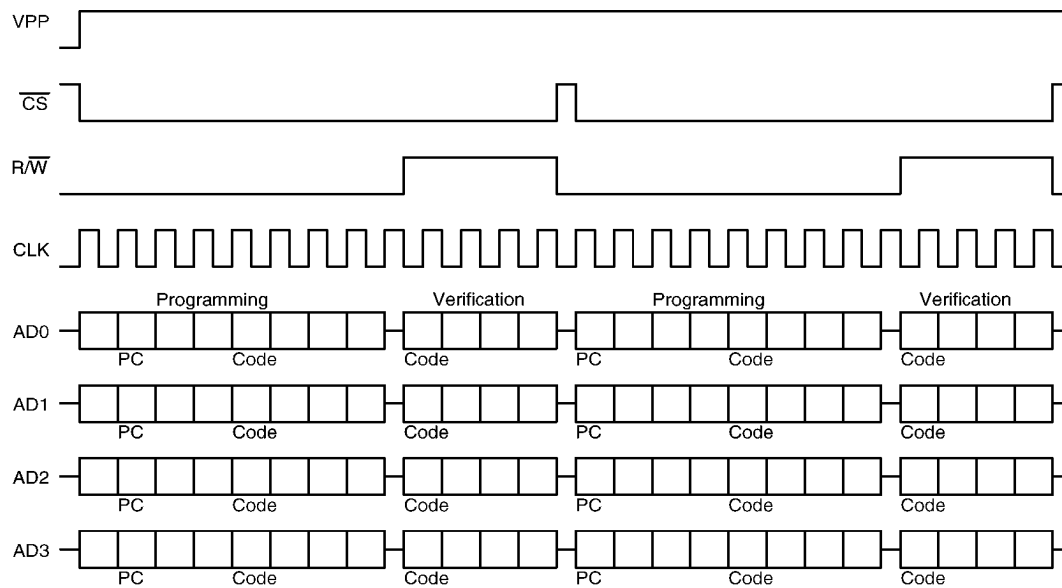 VPP
C̅S̅
R/W̅
CLK
Programming Verification Programming Verification
AD0
PC Code Code PC Code Code
AD1
PC Code Code PC Code Code
AD2
PC Code Code PC Code Code
AD3
PC Code Code PC Code Code